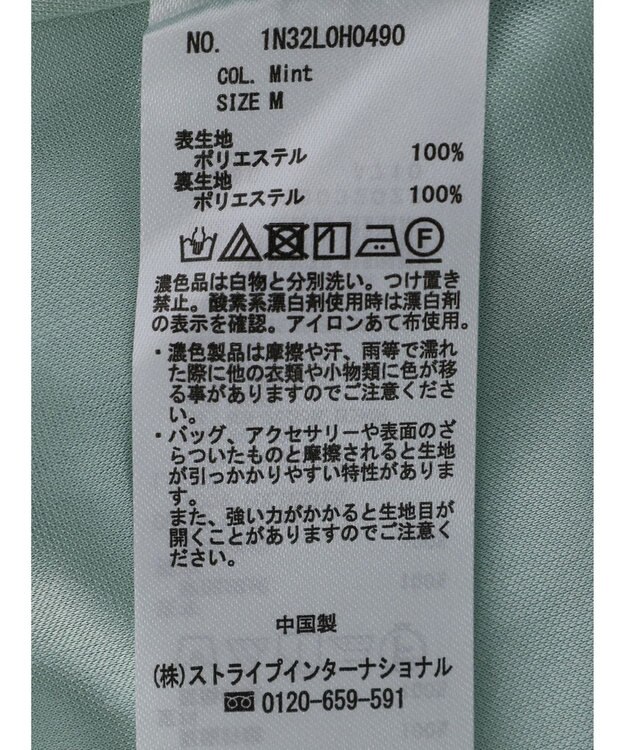 NO. 1N32L0H0490
COL. Mint
SIZE M
表生地
ポリエステル 100%
裏生地
ポリエステル 100%
F
濃色品は白物と分別洗い。つけ置き
禁止。酸素系漂白剤使用時は漂白剤
の表示を確認。アイロンあて布使用。
・濃色製品は摩擦や汗、雨等で濡れ
た際に他の衣類や小物類に色が移
る事がありますのでご注意くださ
い。
・バッグ、アクセサリーや表面のざ
らついたものと摩擦されると生地
が引っかかりやすい特性がありま
す。
また、強い力がかかると生地目が
開くことがありますのでご注意く
ださい。
中国製
(株)ストライプインターナショナル
0120-659-591